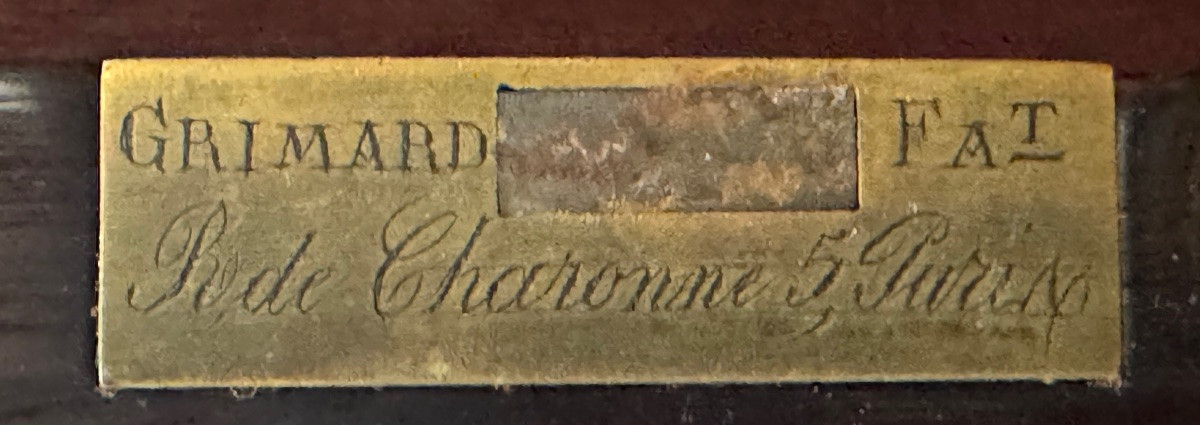 GRIMARD FAT
R. de Charonne 5, Paris